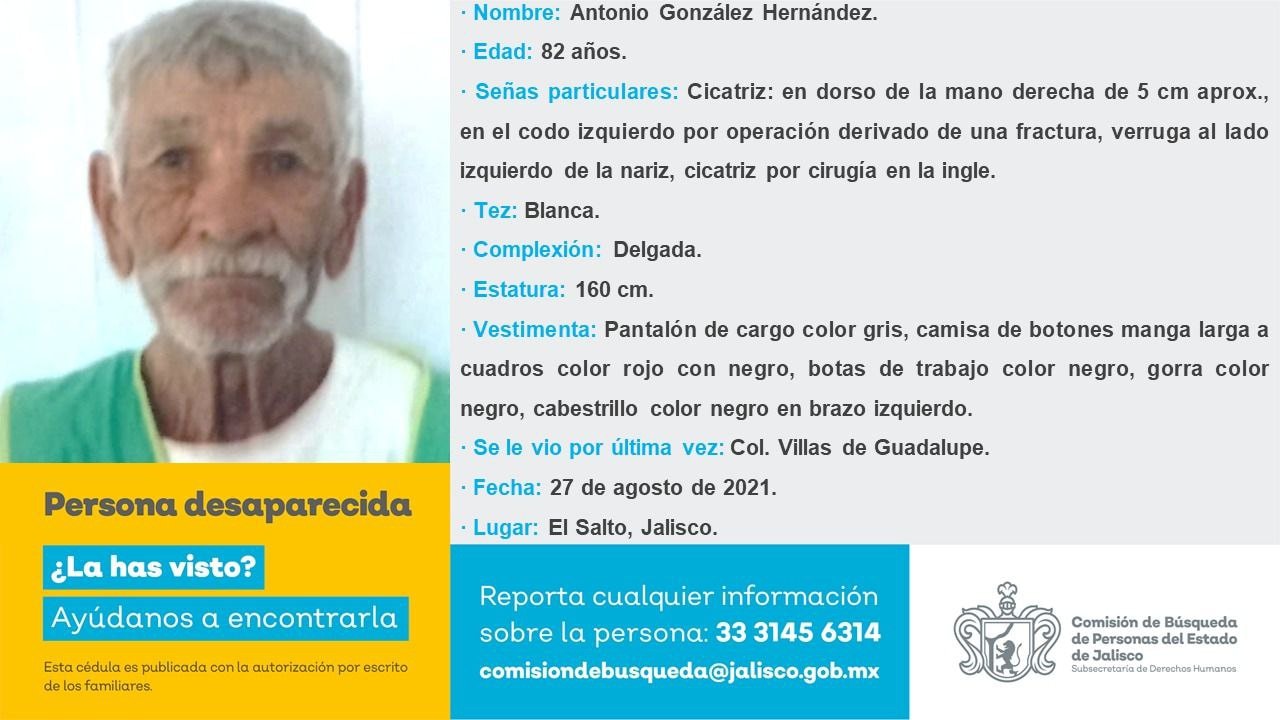 · Nombre: Antonio González Hernández.
· Edad: 82 años.
· Señas particulares: Cicatriz: en dorso de la mano derecha de 5 cm aprox.,
en el codo izquierdo por operación derivado de una fractura, verruga al lado
izquierdo de la nariz, cicatriz por cirugía en la ingle.
· Tez: Blanca.
· Complexión: Delgada.
· Estatura: 160 cm.
· Vestimenta: Pantalón de cargo color gris, camisa de botones manga larga a
cuadros color rojo con negro, botas de trabajo color negro, gorra color
negro, cabestrillo color negro en brazo izquierdo.
· Se le vio por última vez: Col. Villas de Guadalupe.
· Fecha: 27 de agosto de 2021.
· Lugar: El Salto, Jalisco.
Persona desaparecida
¿La has visto?
Ayúdanos a encontrarla
Esta cédula es publicada con la autorización por escrito
de los familiares.
Reporta cualquier información
sobre la persona: 33 3145 6314
comisiondebusqueda@jalisco.gob.mx
Comisión de Búsqueda
de Personas del Estado
de Jalisco
Subsecretaría de Derechos Humanos